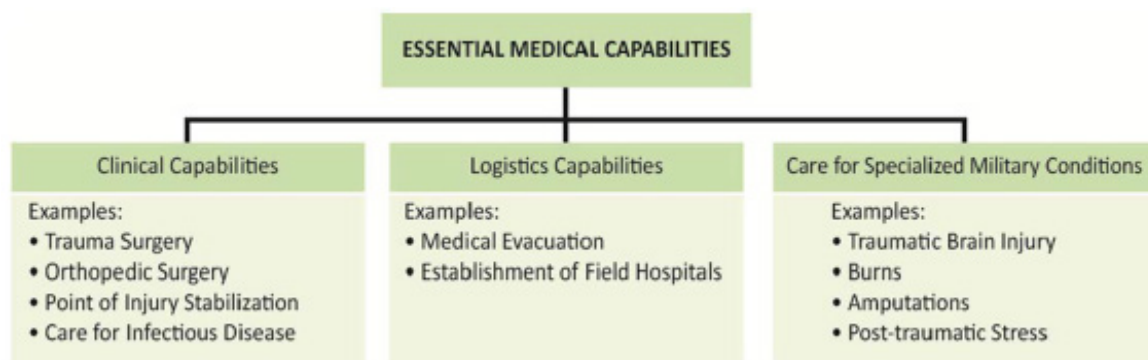 ESSENTIAL MEDICAL CAPABILITIES
Clinical Capabilities
Examples:
• Trauma Surgery
• Orthopedic Surgery
• Point of Injury Stabilization
• Care for Infectious Disease
Logistics Capabilities
Examples:
• Medical Evacuation
• Establishment of Field Hospitals
Care for Specialized Military Conditions
Examples:
• Traumatic Brain Injury
• Burns
• Amputations
• Post-traumatic Stress